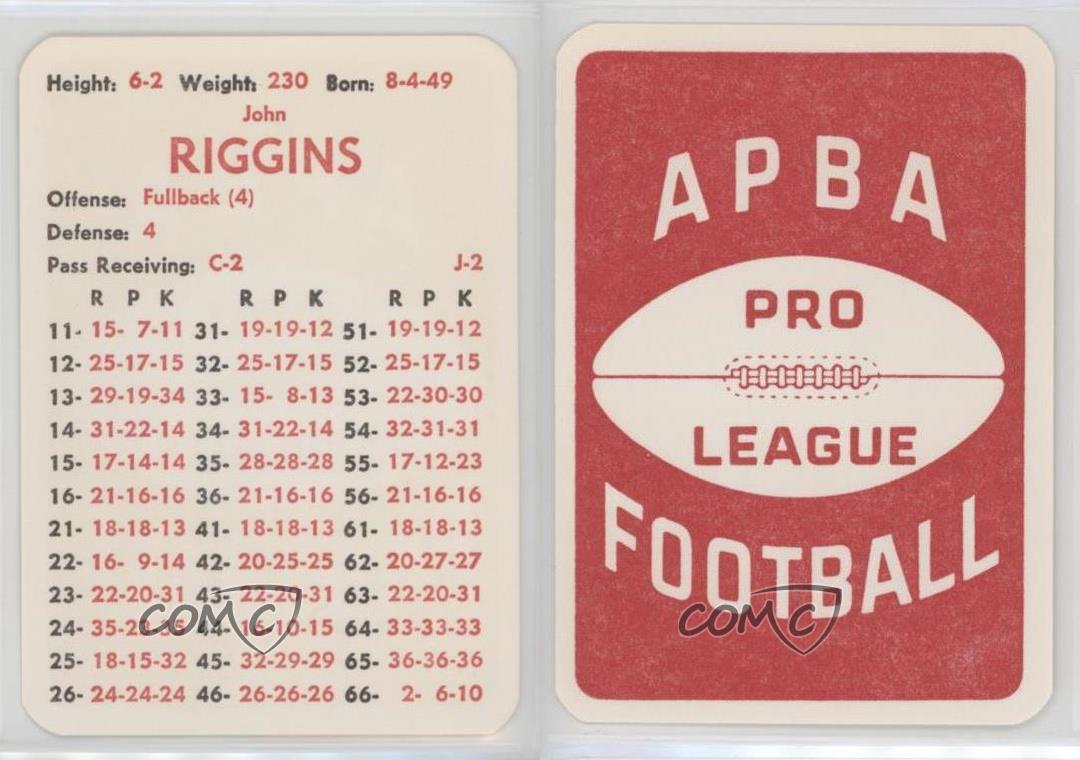 Height: 6-2 Weight: 230 Born: 8-4-49
John
RIGGINS
Offense: Fullback (4)
Defense: 4
Pass Receiving: C-2 J-2
R P K R P K R P K
11- 15- 7-11 31- 19-19-12 51- 19-19-12
12- 25-17-15 32- 25-17-15 52- 25-17-15
13- 29-19-34 33- 15- 8-13 53- 22-30-30
14- 31-22-14 34- 31-22-14 54- 32-31-31
15- 17-14-14 35- 28-28-28 55- 17-12-23
16- 21-16-16 36- 21-16-16 56- 21-16-16
21- 18-18-13 41- 18-18-13 61- 18-18-13
22- 16- 9-14 42- 20-25-25 62- 20-27-27
23- 22-20-31 43- 22-20-31 63- 22-20-31
24- 44- 64- 33-33-33
25- 18-15-32 45- 32-29-29 65- 36-36-36
26- 24-24-24 46- 26-26-26 66- 2- 6-10
COMC
APBA
PRO
LEAGUE
FOOTBALL
COMC